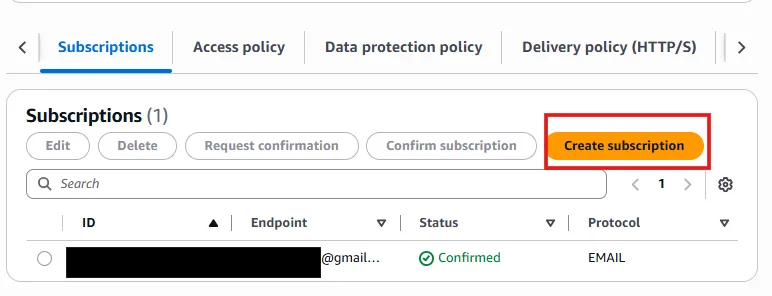 Subscriptions Access policy Data protection policy Delivery policy (HTTP/S)
Subscriptions (1)
Edit Delete Request confirmation Confirm subscription Create subscription
Search 1
ID Endpoint Status Protocol
@gmail... Confirmed EMAIL